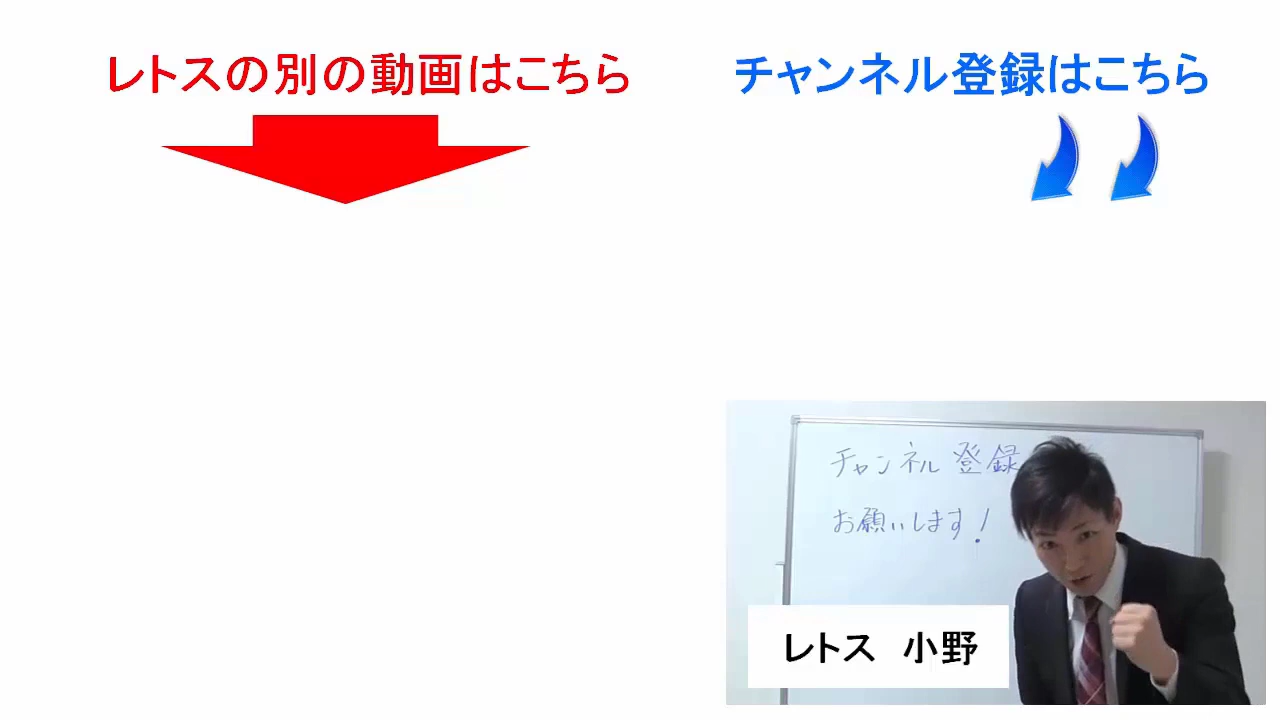 レトスの別の動画はこちら
チャンネル登録はこちら
チャンネル 登録
お願いします!
レトス 小野